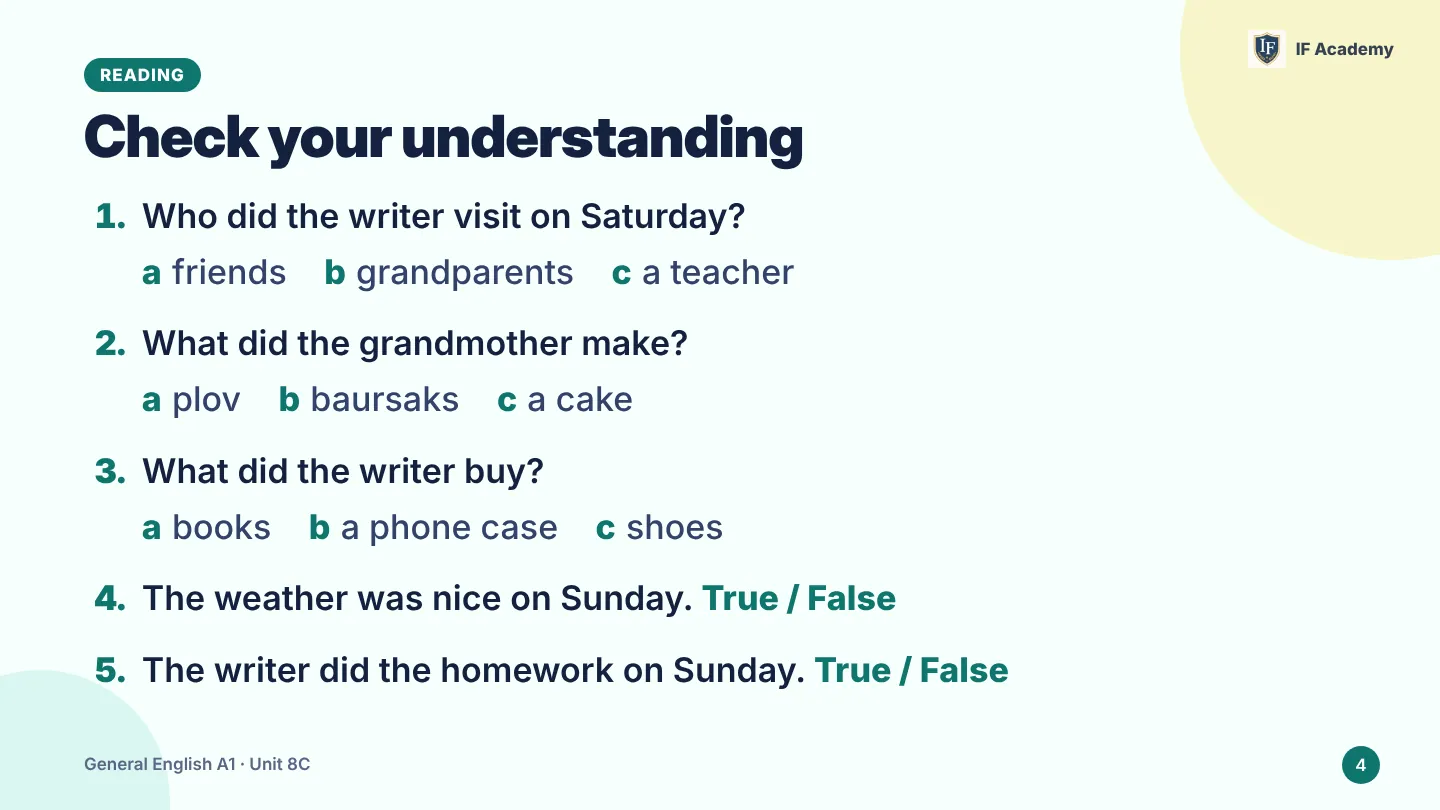 IF
IF Academy
READING
Check your understanding
1. Who did the writer visit on Saturday?
a friends b grandparents c a teacher
2. What did the grandmother make?
a plov b baursaks c a cake
3. What did the writer buy?
a books b a phone case c shoes
4. The weather was nice on Sunday. True / False
5. The writer did the homework on Sunday. True / False
General English A1 · Unit 8C
4